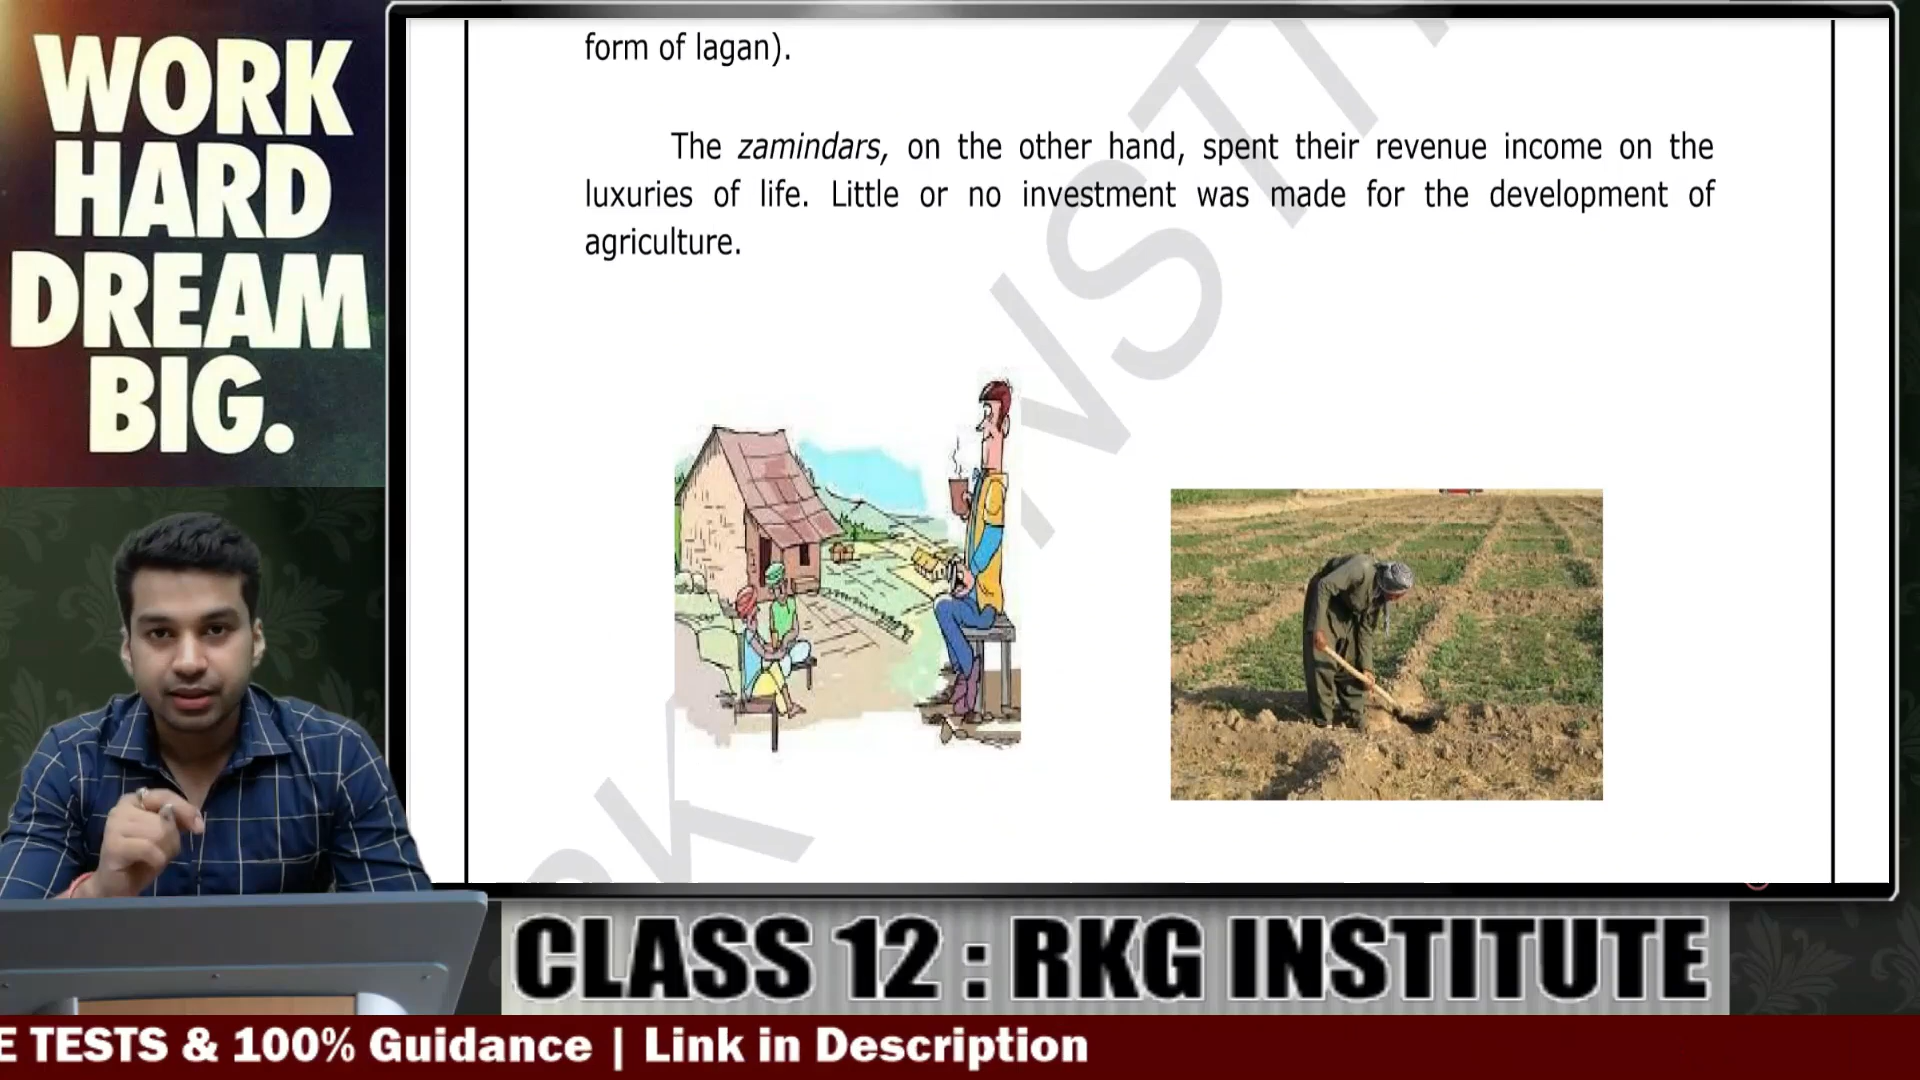 WORK
HARD
DREAM
BIG.
form of lagan).
The zamindars, on the other hand, spent their revenue income on the
luxuries of life. Little or no investment was made for the development of
agriculture.
CLASS 12 : RKG INSTITUTE
E TESTS & 100% Guidance | Link in Description